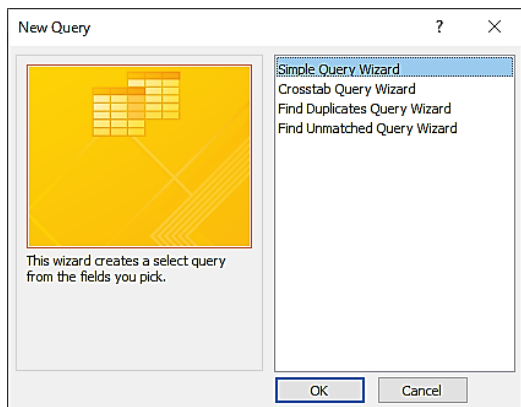 New Query
?
Simple Query Wizard
Crosstab Query Wizard
Find Duplicates Query Wizard
Find Unmatched Query Wizard
This wizard creates a select query
from the fields you pick.
OK
Cancel